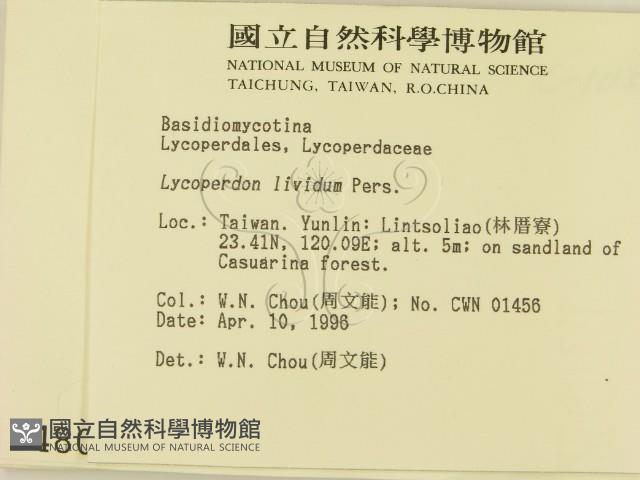 國立自然科學博物館
NATIONAL MUSEUM OF NATURAL SCIENCE
TAICHUNG, TAIWAN, R.O.CHINA
Basidiomycotina
Lycoperdales, Lycoperdaceae
Lycoperdon lividum Pers.
Loc.: Taiwan. Yunlin: Lintsoliao(林厝寮)
23.41N, 120.09E; alt. 5m; on sandland of
Casuarina forest.
Col.: W.N. Chou(周文能); No. CWN 01456
Date: Apr. 10, 1996
Det.: W.N. Chou(周文能)
國立自然科學博物館
NATIONAL MUSEUM OF NATURAL SCIENCE